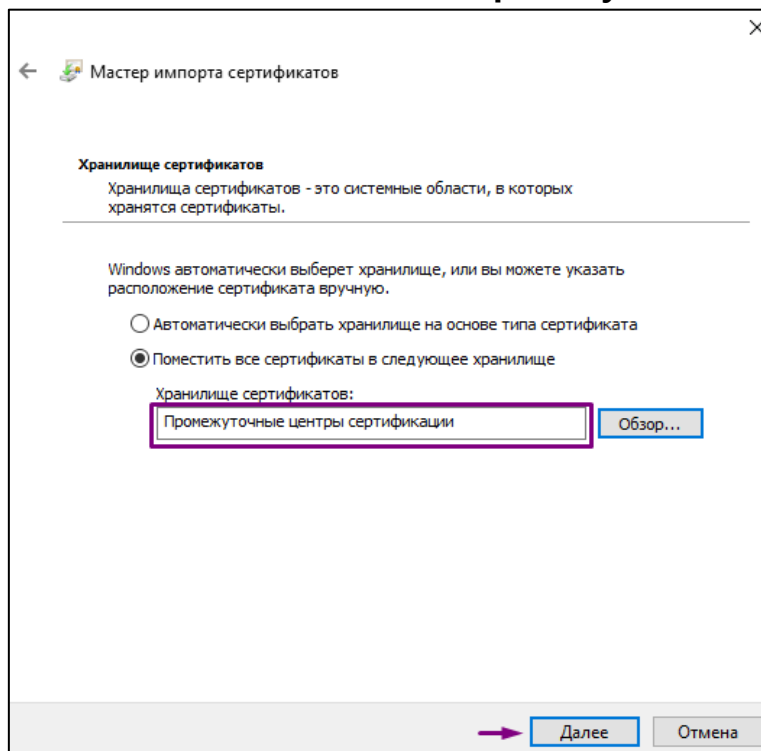 Мастер импорта сертификатов
Хранилище сертификатов
Хранилища сертификатов - это системные области, в которых
хранятся сертификаты.
Windows автоматически выберет хранилище, или вы можете указать
расположение сертификата вручную.
Автоматически выбрать хранилище на основе типа сертификата
Поместить все сертификаты в следующее хранилище
Хранилище сертификатов:
Промежуточные центры сертификации
Обзор...
Далее
Отмена